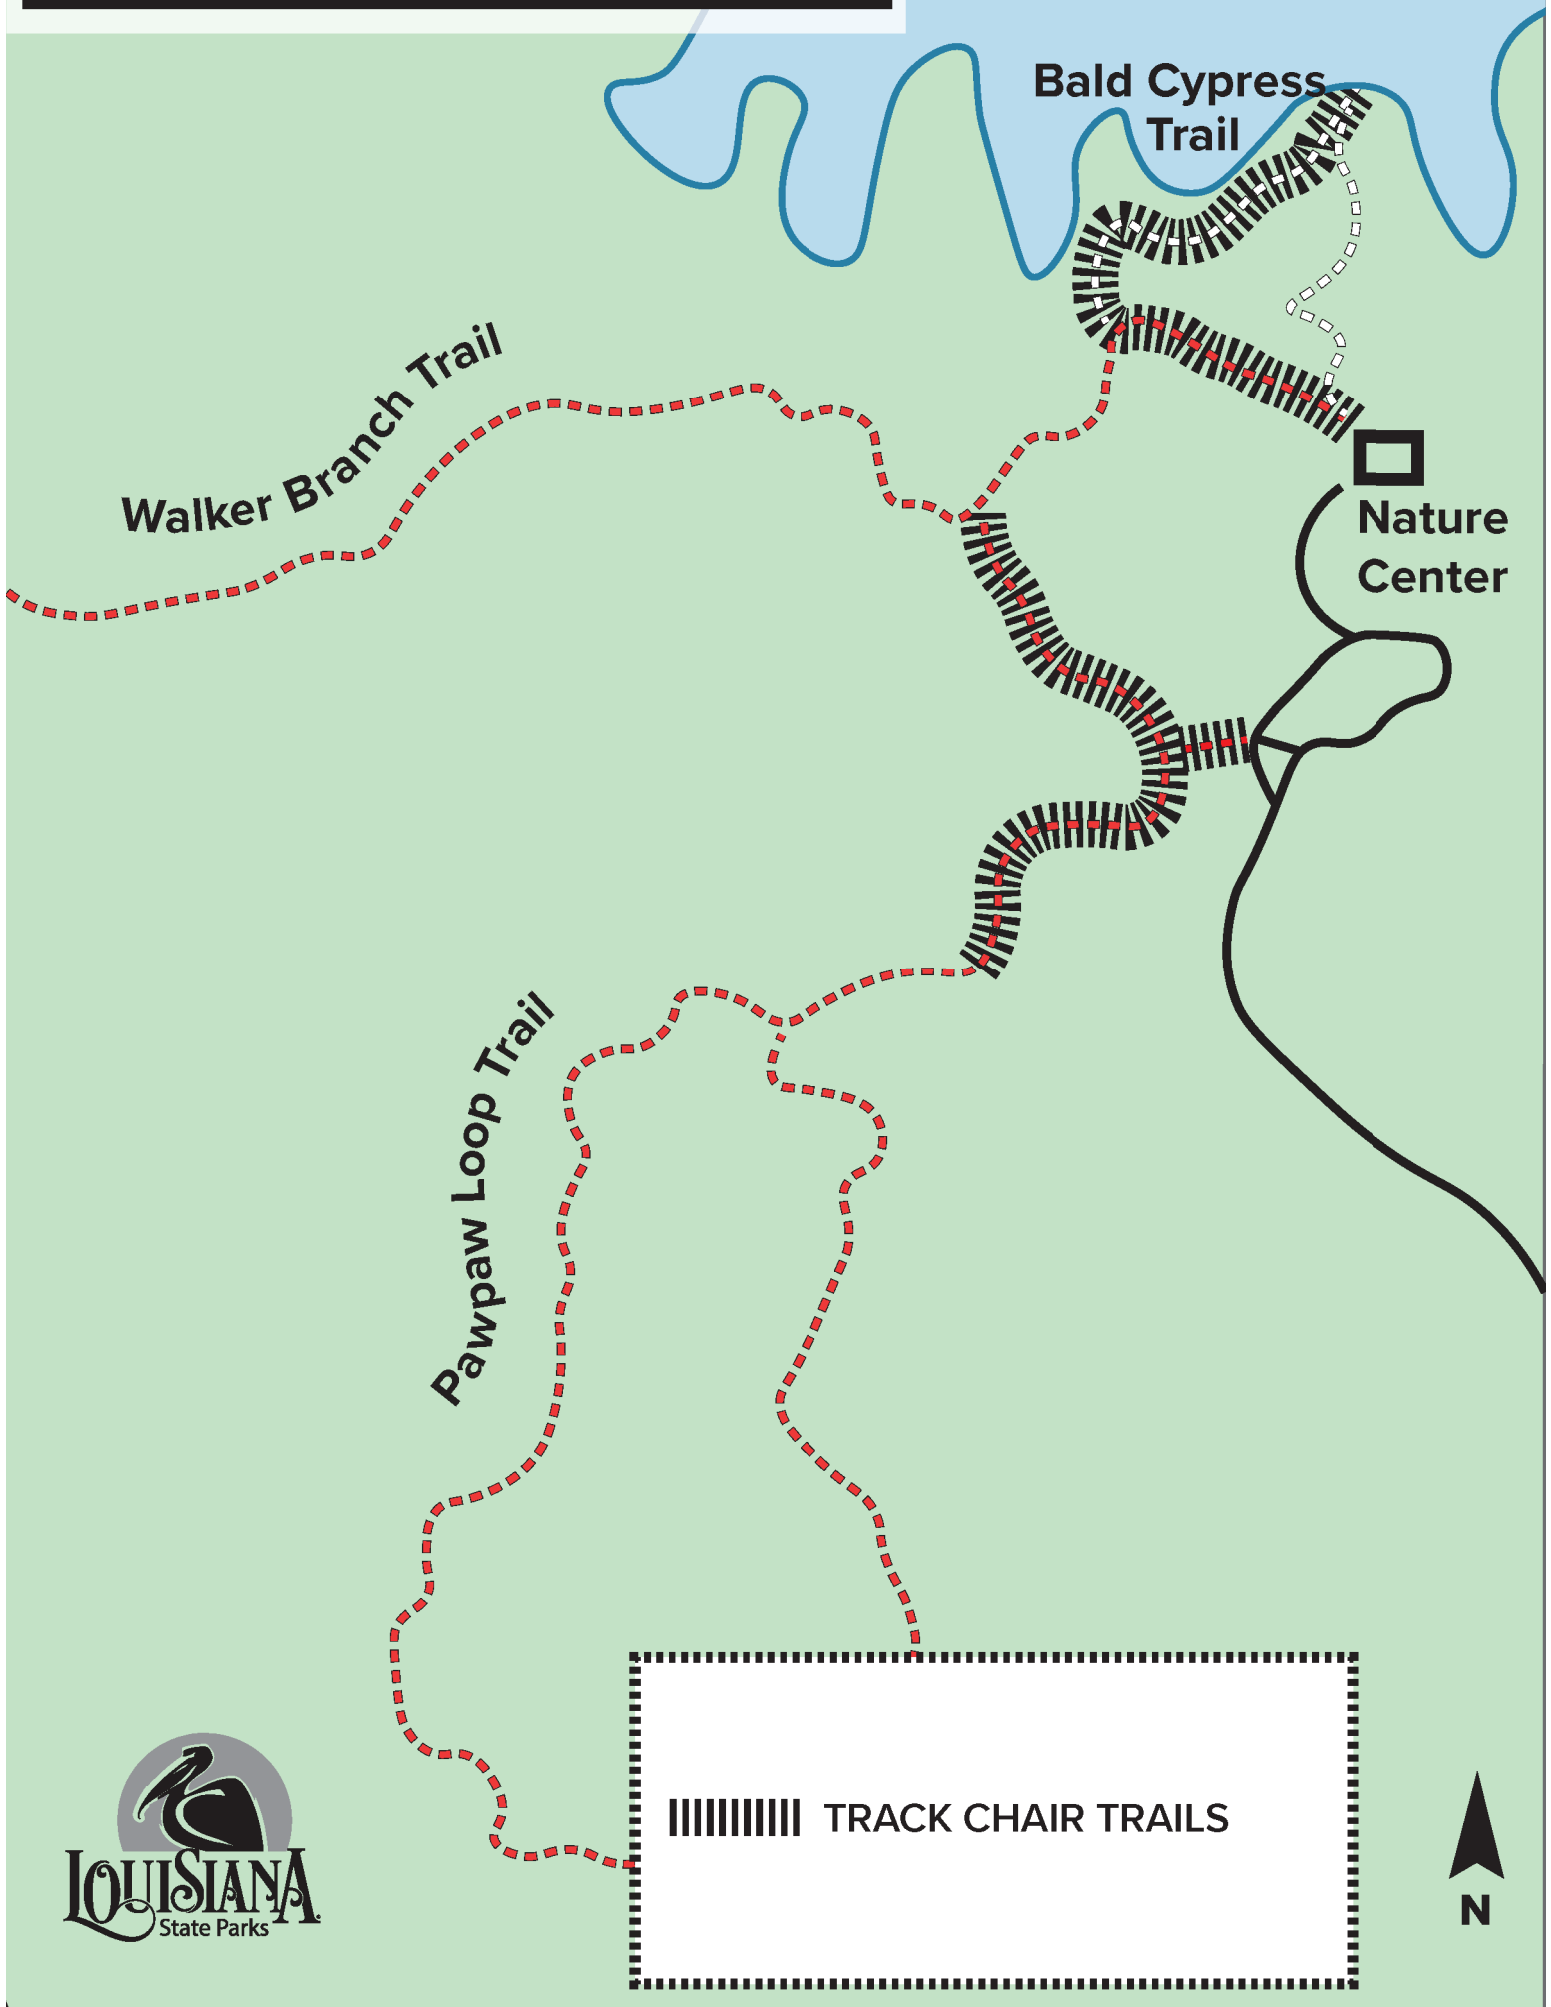 Bald Cypress
Trail
Walker Branch Trail
Nature
Center
Pawpaw Loop Trail
TRACK CHAIR TRAILS
LOUISIANA
State Parks
N